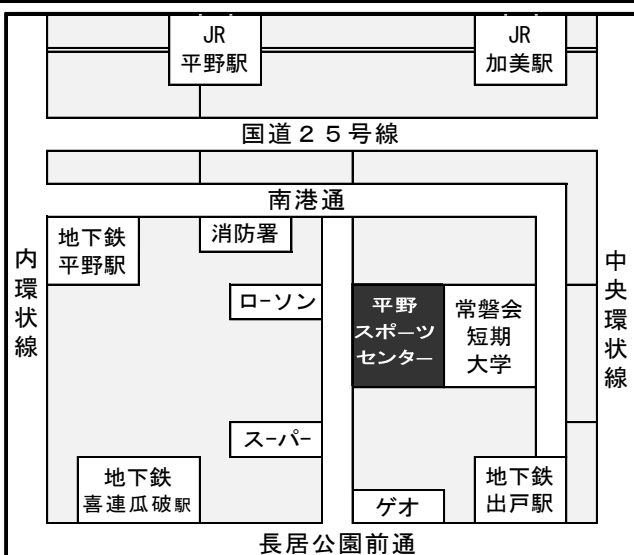 JR
平野駅
JR
加美駅
国道２５号線
南港通
地下鉄
平野駅
消防署
内環状線
中央環状線
ローソン
平野
スポーツ
センター
常磐会
短期
大学
スーパー
地下鉄
喜連瓜破駅
ゲオ
地下鉄
出戸駅
長居公園前通